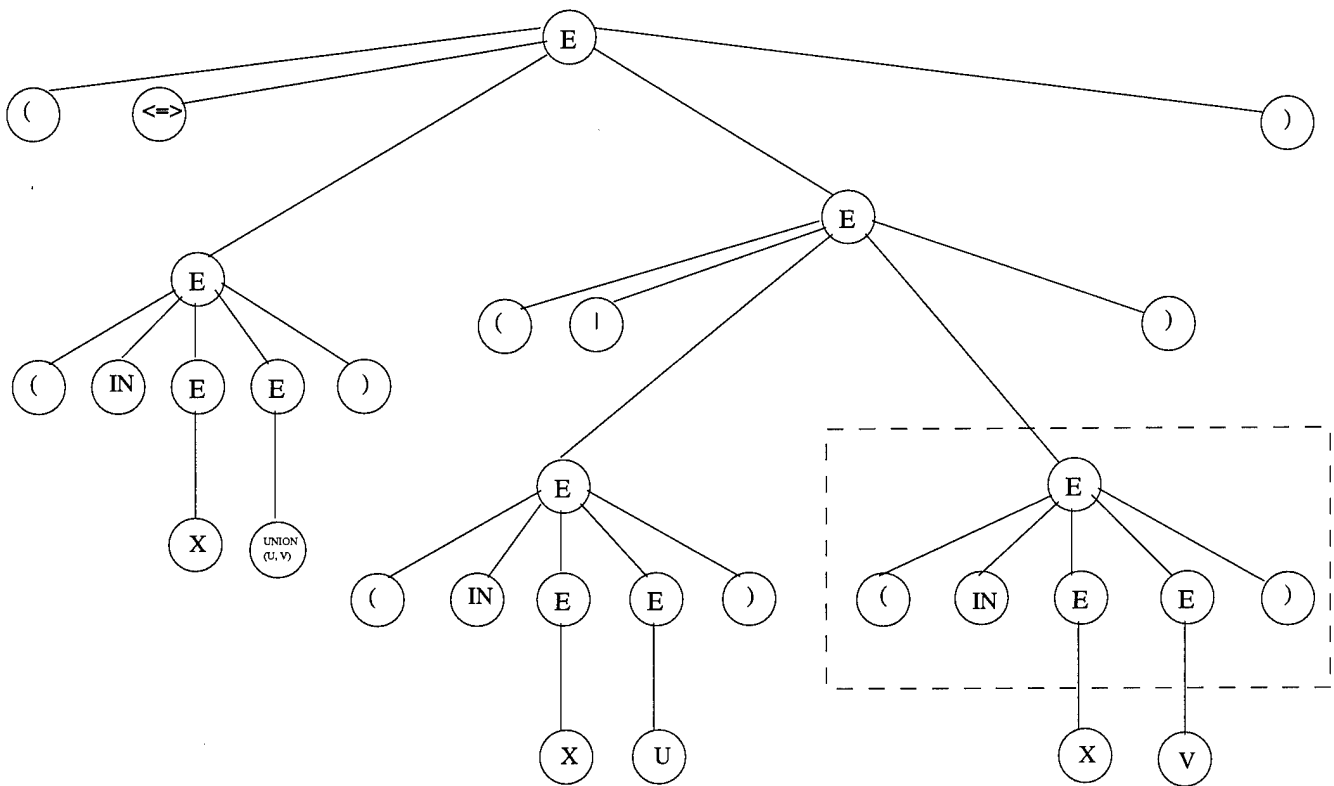 E
( <=> )
E
E
( | )
( IN E E )
E
E
X UNION
(U, V)
( IN E E )
( IN E E )
X U
X V